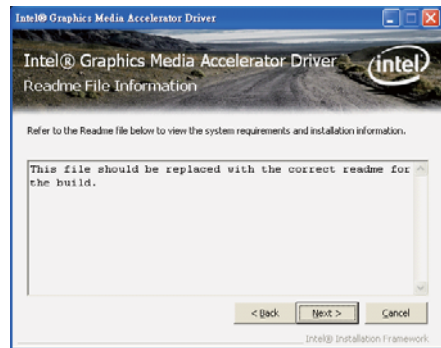 Intel® Graphics Media Accelerator Driver
Intel® Graphics Media Accelerator Driver
Readme File Information
intel
Refer to the Readme file below to view the system requirements and installation information.
This file should be replaced with the correct readme for
the build.
< Back
Next >
Cancel
Intel® Installation Framework